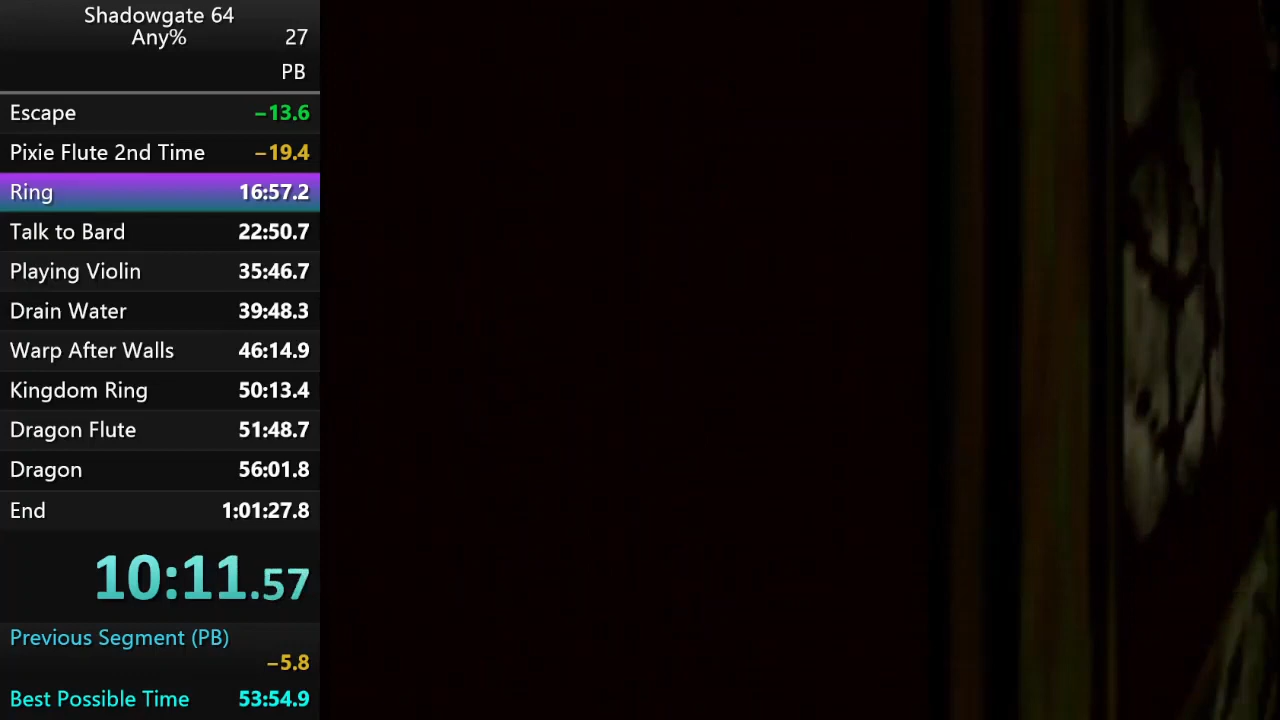 Shadowgate 64
Any% 27
PB
Escape −13.6
Pixie Flute 2nd Time −19.4
Ring 16:57.2
Talk to Bard 22:50.7
Playing Violin 35:46.7
Drain Water 39:48.3
Warp After Walls 46:14.9
Kingdom Ring 50:13.4
Dragon Flute 51:48.7
Dragon 56:01.8
End 1:01:27.8
10:11.57
Previous Segment (PB)
−5.8
Best Possible Time 53:54.9